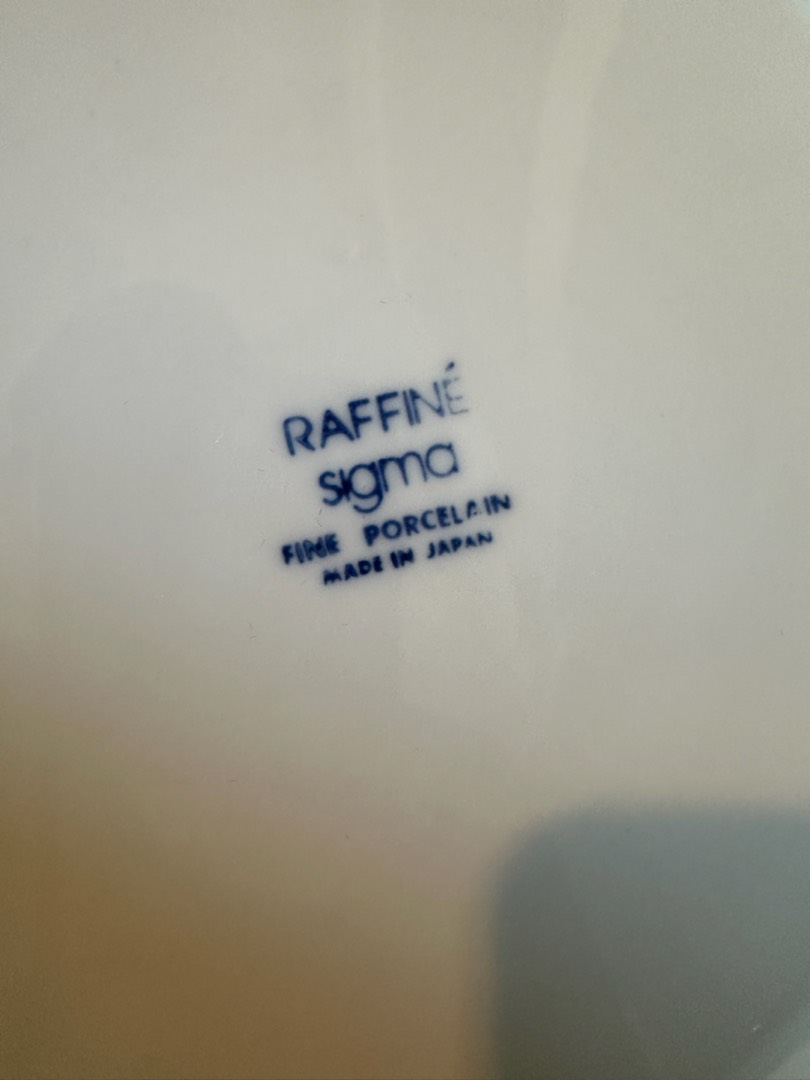 RAFFINÉ
sigma
FINE PORCELAIN
MADE IN JAPAN